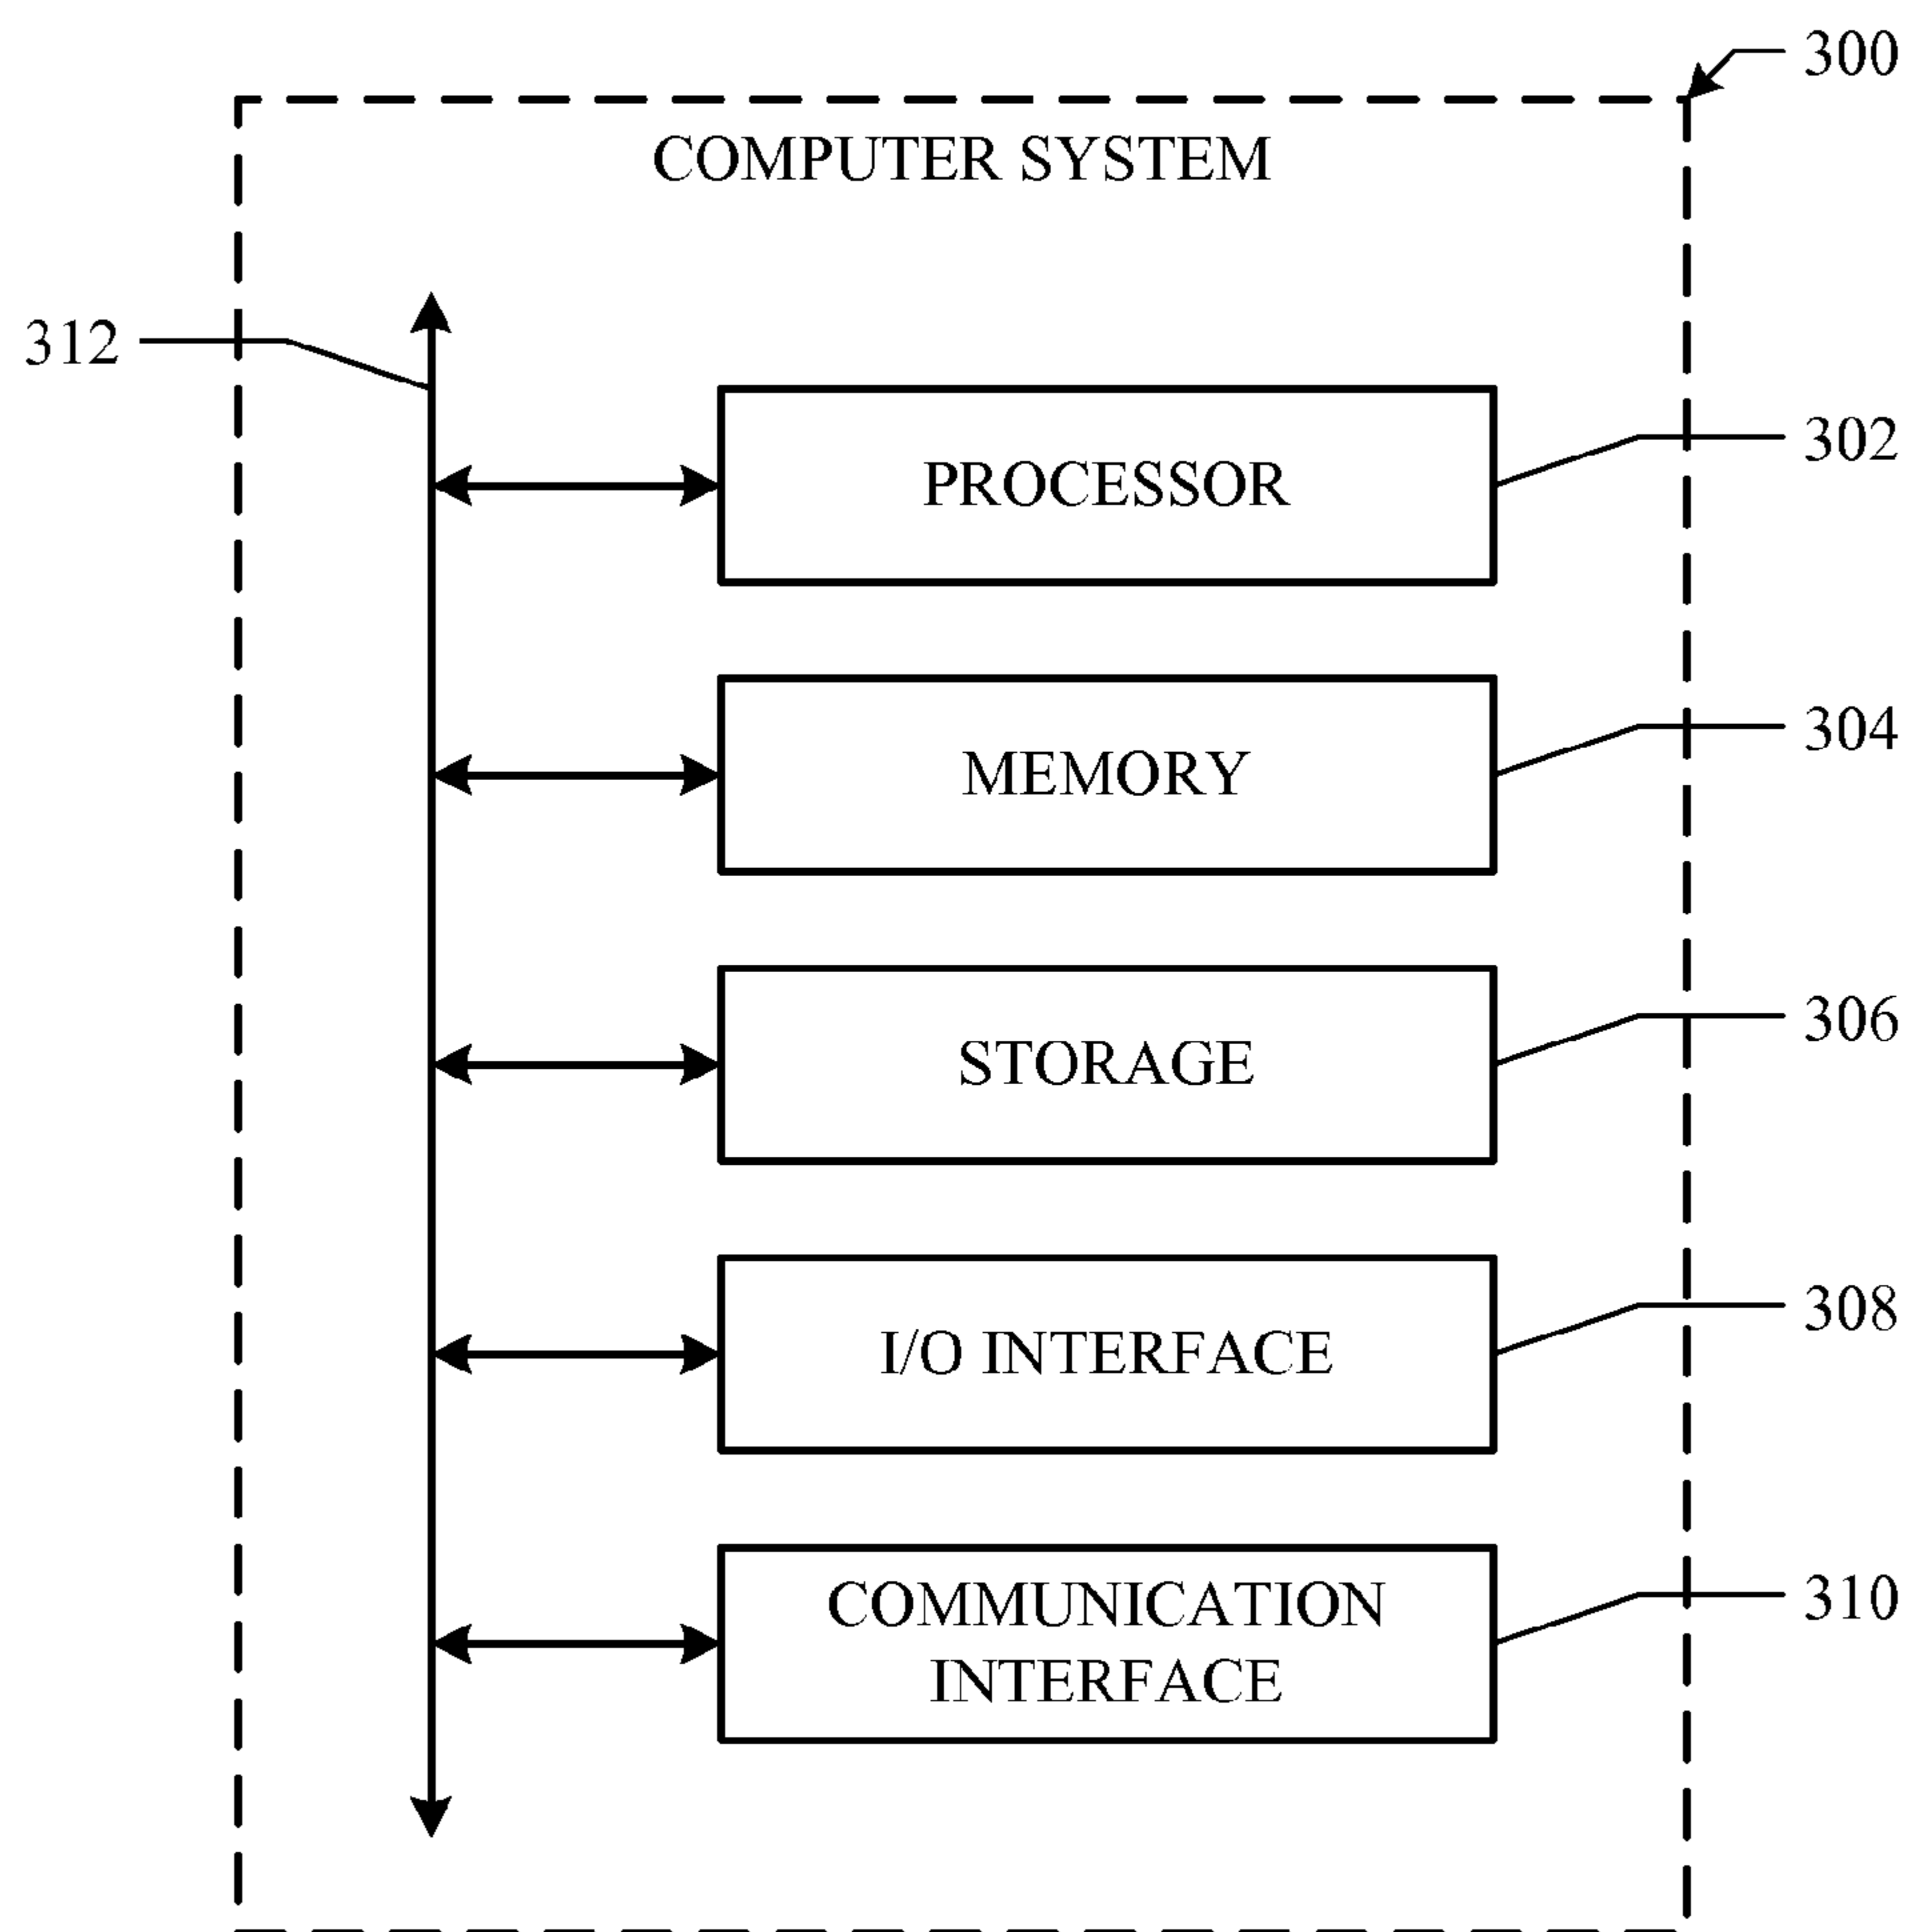 300
COMPUTER SYSTEM
312
302
PROCESSOR
304
MEMORY
306
STORAGE
308
I/O INTERFACE
310
COMMUNICATION
INTERFACE